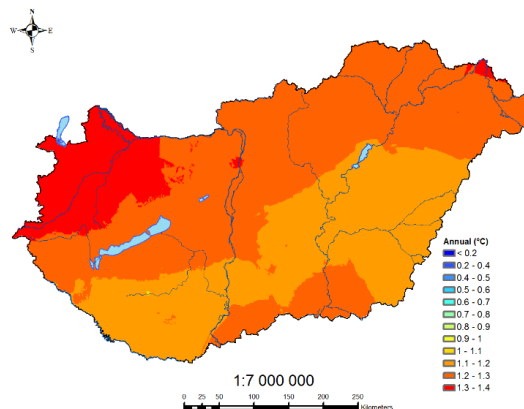 N
W E
S
Annual (°C)
< 0.2
0.2 - 0.4
0.4 - 0.5
0.5 - 0.6
0.6 - 0.7
0.7 - 0.8
0.8 - 0.9
0.9 - 1
1 - 1.1
1.1 - 1.2
1.2 - 1.3
1.3 - 1.4
1:7 000 000
0 25 50 100 150 200 250
Kilometers